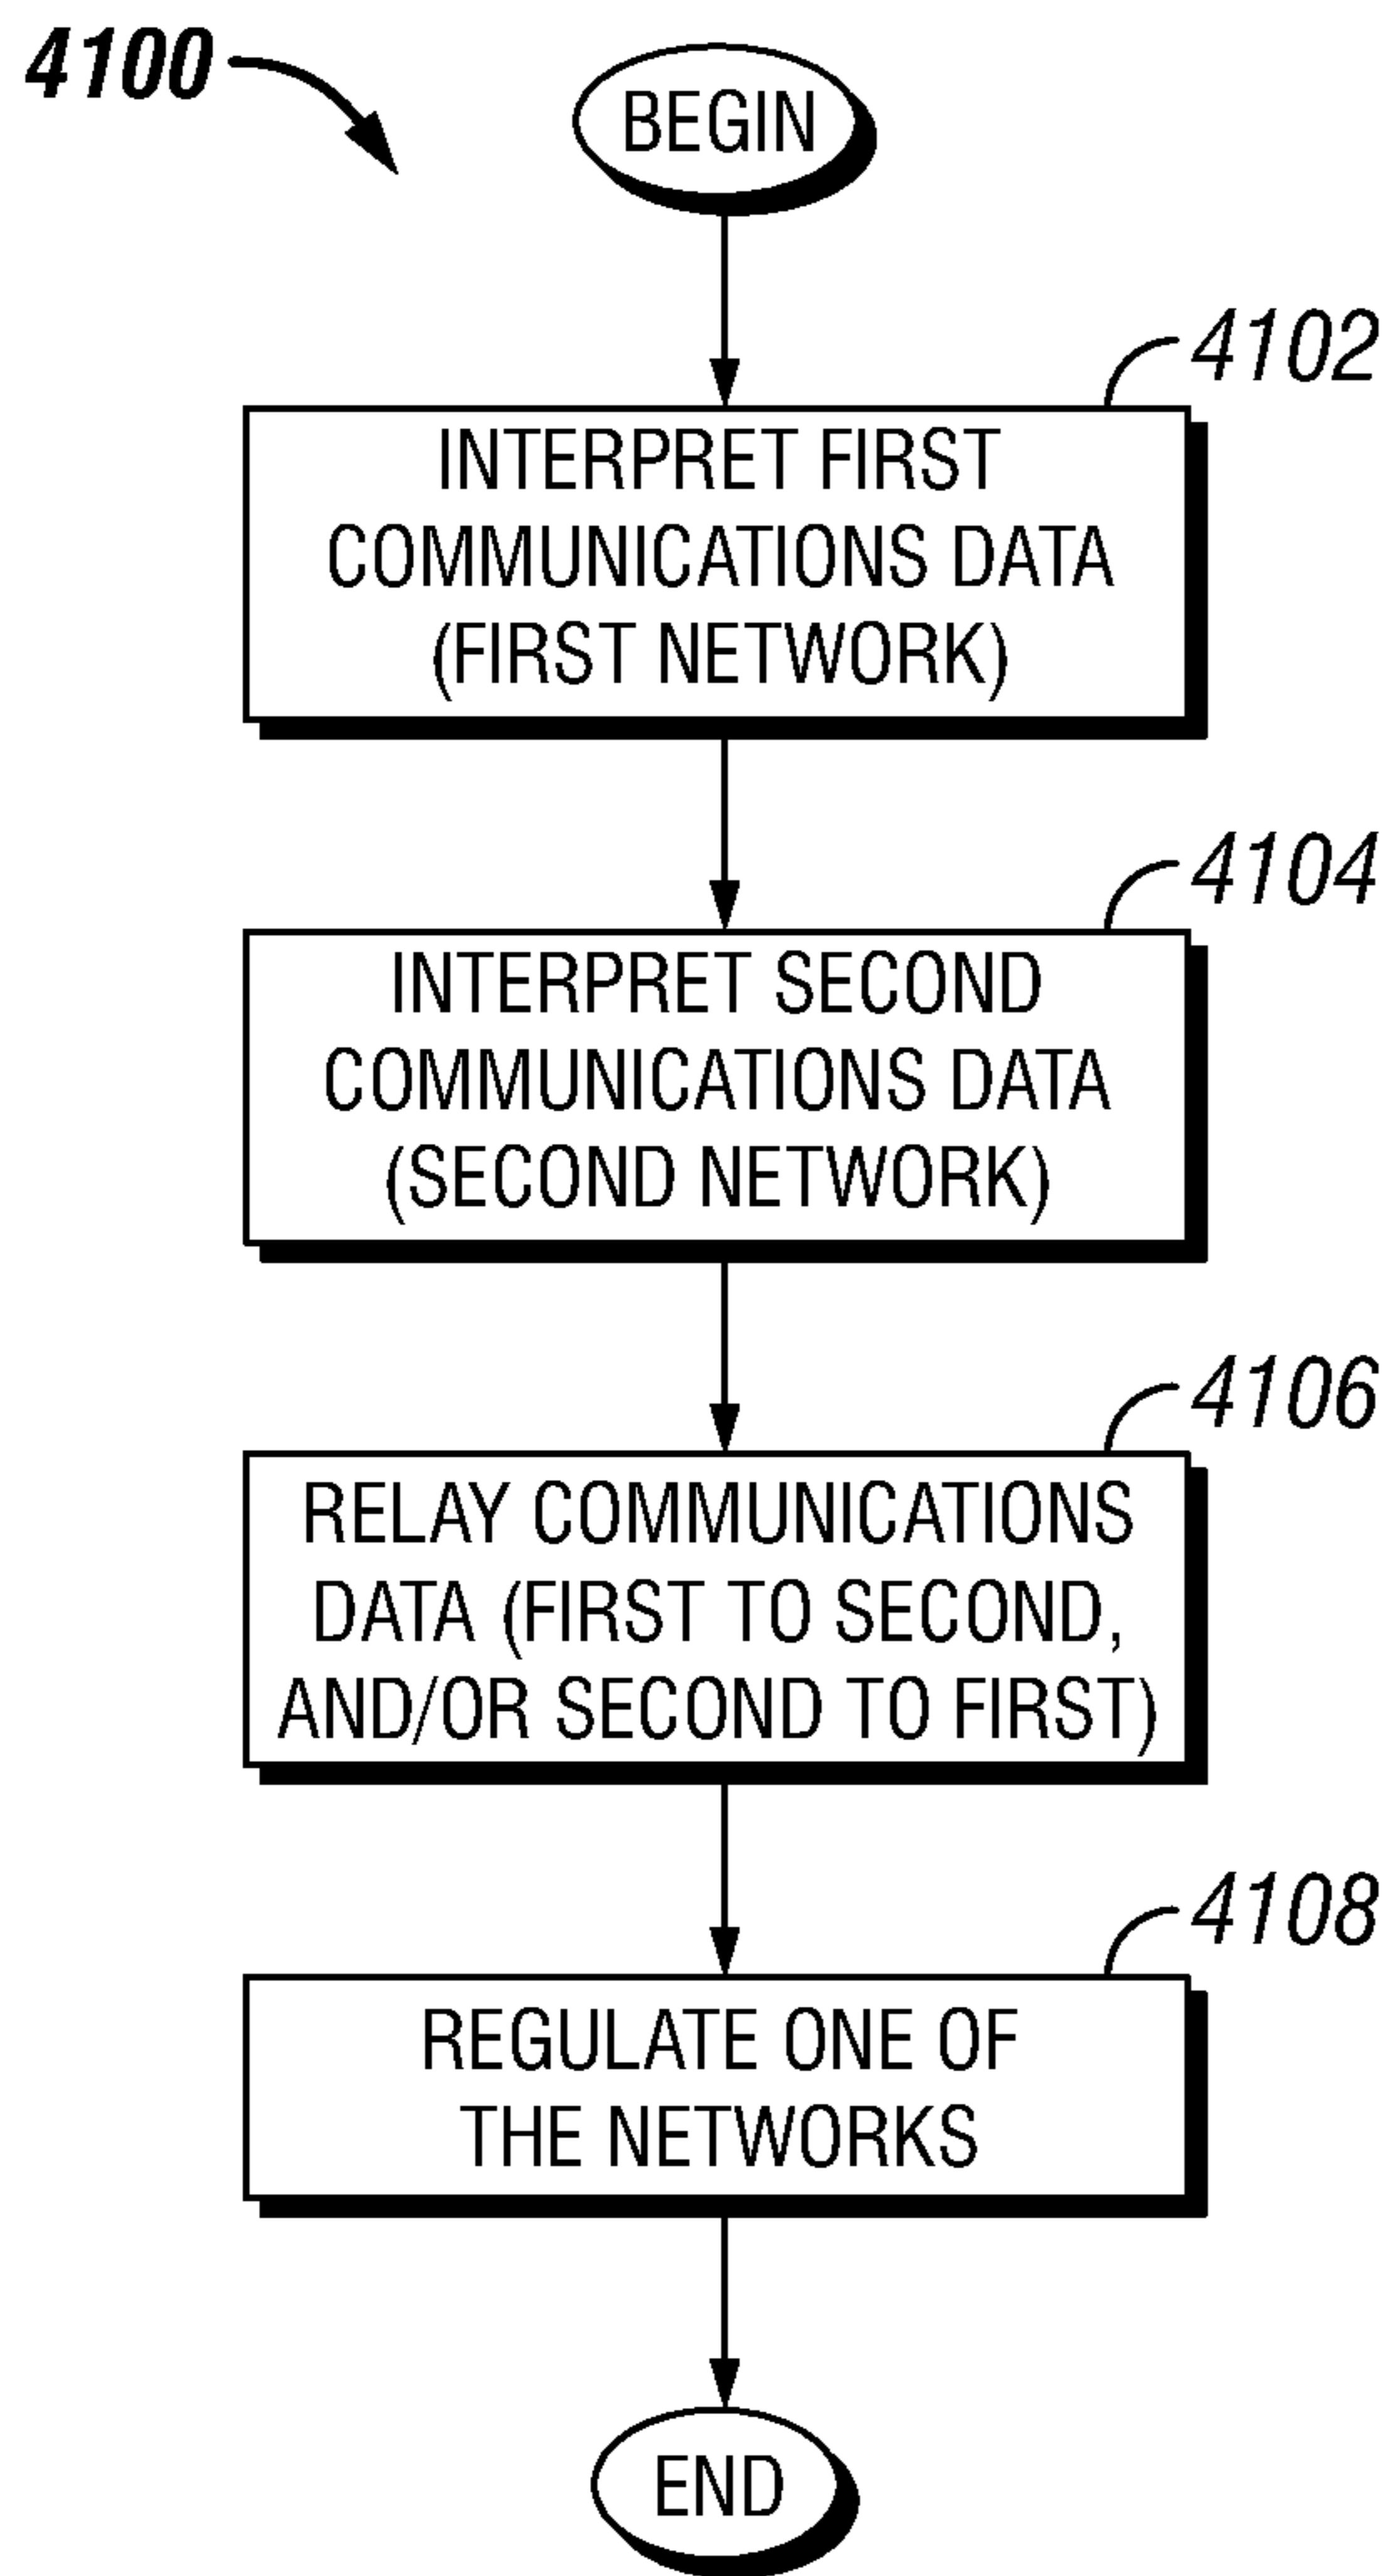 4100
BEGIN
4102
INTERPRET FIRST
COMMUNICATIONS DATA
(FIRST NETWORK)
4104
INTERPRET SECOND
COMMUNICATIONS DATA
(SECOND NETWORK)
4106
RELAY COMMUNICATIONS
DATA (FIRST TO SECOND,
AND/OR SECOND TO FIRST)
4108
REGULATE ONE OF
THE NETWORKS
END